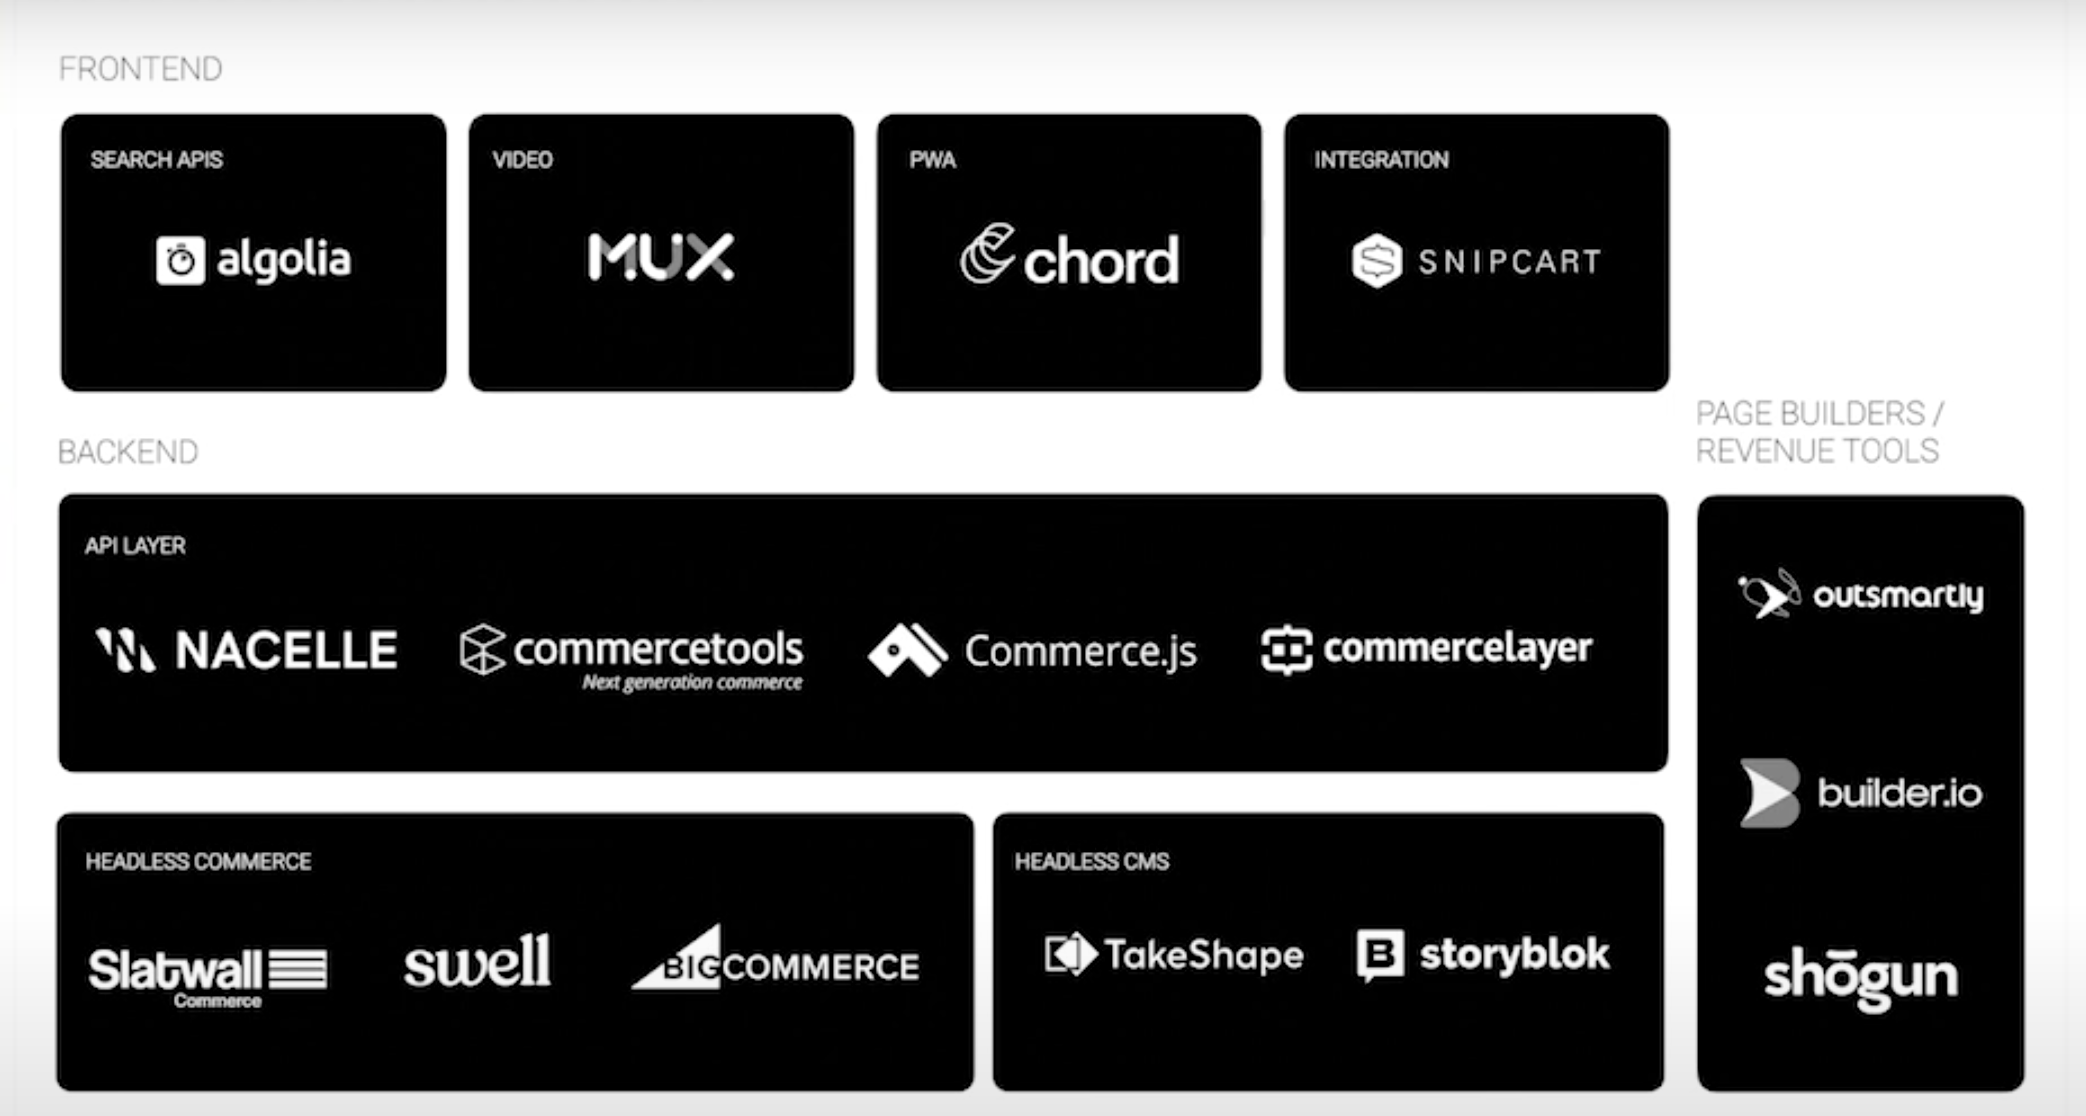 FRONTEND
SEARCH APIS
algolia
VIDEO
MUX
PWA
chord
INTEGRATION
SNIPCART
BACKEND
API LAYER
NACELLE
commercetools
Next generation commerce
Commerce.js
commercelayer
HEADLESS COMMERCE
Slatwall
Commerce
swell
BIGCOMMERCE
HEADLESS CMS
TakeShape
B storyblok
PAGE BUILDERS /
REVENUE TOOLS
outsmartly
builder.io
shōgun